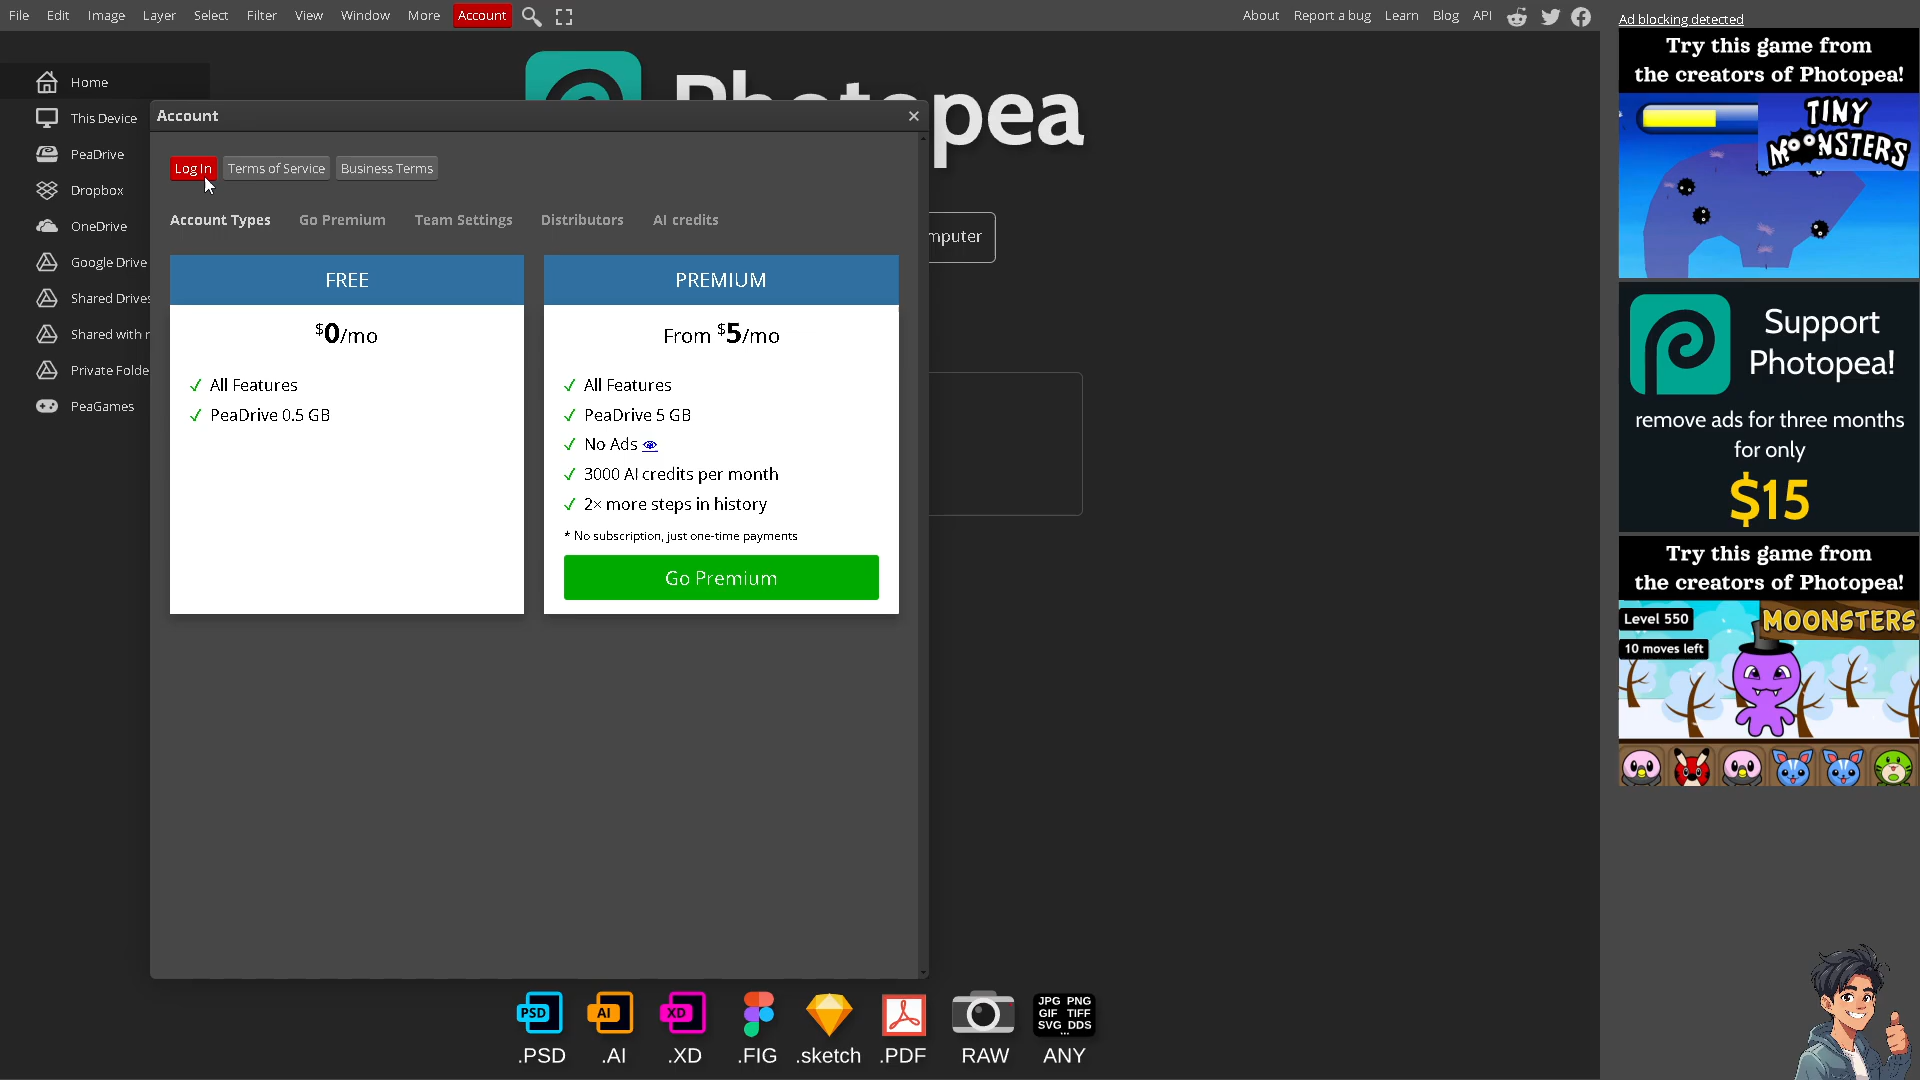 File Edit Image Layer Select Filter View Window More Account
About Report a bug Learn Blog API
Ad blocking detected
Home
This Device
PeaDrive
Dropbox
OneDrive
Google Drive
Shared Drives
Shared with
Private Folde
PeaGames
Photopea
mputer
Account
Log In Terms of Service Business Terms
Account Types Go Premium Team Settings Distributors AI credits
FREE
$0/mo
✓ All Features
✓ PeaDrive 0.5 GB
PREMIUM
From $5/mo
✓ All Features
✓ PeaDrive 5 GB
✓ No Ads
✓ 3000 AI credits per month
✓ 2× more steps in history
* No subscription, just one-time payments
Go Premium
PSD AI XD JPG PNG
GIF TIFF
SVG DDS
...
.PSD .AI .XD .FIG .sketch .PDF RAW ANY
Try this game from
the creators of Photopea!
TINY
MOONSTERS
Support
Photopea!
remove ads for three months
for only
$15
Try this game from
the creators of Photopea!
Level 550
MOONSTERS
10 moves left